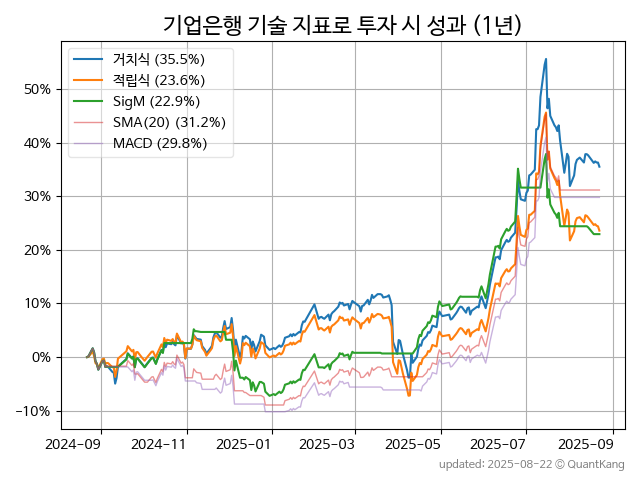 기업은행 기술 지표로 투자 시 성과 (1년)
거치식 (35.5%)
적립식 (23.6%)
SigM (22.9%)
SMA(20) (31.2%)
MACD (29.8%)
50%
40%
30%
20%
10%
0%
−10%
2024-09 2024-11 2025-01 2025-03 2025-05 2025-07 2025-09
updated: 2025-08-22 © QuantKang